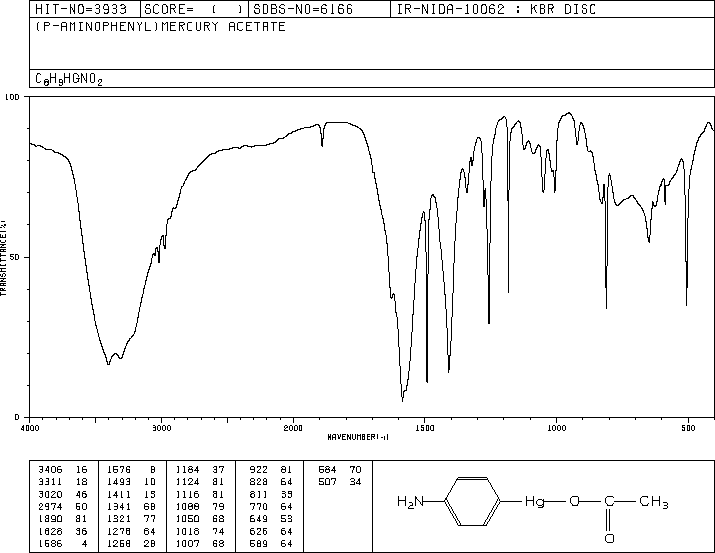 HIT-NO=3933 SCORE= ( ) SDBS-NO=6166 IR-NIDA-10062 : KBR DISC
(P-AMINOPHENYL)MERCURY ACETATE
C8H9HGNO2
100
50
0
TRANSMITTANCE(%)
4000 3000 2000 1500 1000 500
WAVENUMBER(-1)
3406 16 1576 8 1184 37 922 81 584 70
3311 18 1493 10 1124 81 828 64 507 34
3020 46 1411 13 1116 81 811 33
2974 50 1341 68 1088 79 770 64
1890 81 1321 77 1050 68 649 53
1628 36 1278 64 1018 74 626 64
1586 4 1258 28 1007 68 589 64
H2N Hg O C CH3
O